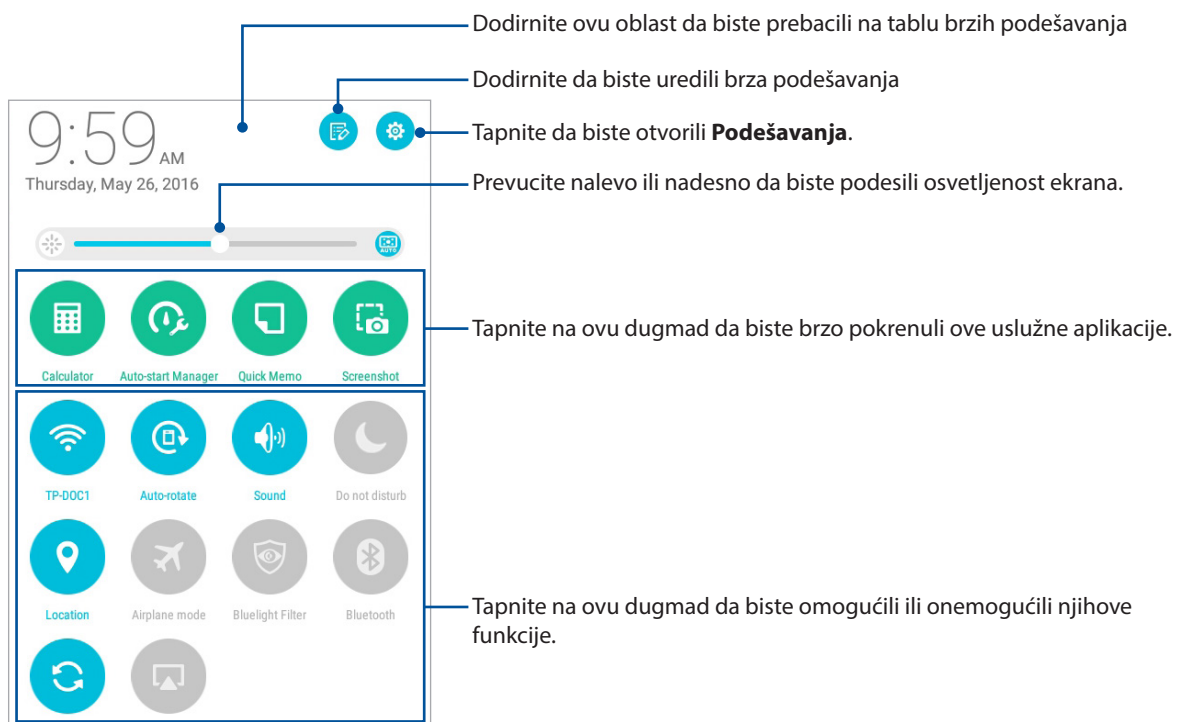 Dodirnite ovu oblast da biste prebacili na tablu brzih podešavanja
Dodirnite da biste uredili brza podešavanja
9:59 AM
Tapnite da biste otvorili Podešavanja.
Thursday, May 26, 2016
Prevucite nalevo ili nadesno da biste podesili osvetljenost ekrana.
AUTO
Tapnite na ovu dugmad da biste brzo pokrenuli ove uslužne aplikacije.
Calculator Auto-start Manager Quick Memo Screenshot
TP-DOC1 Auto-rotate Sound Do not disturb
Location Airplane mode Bluelight Filter Bluetooth
Tapnite na ovu dugmad da biste omogućili ili onemogućili njihove
funkcije.